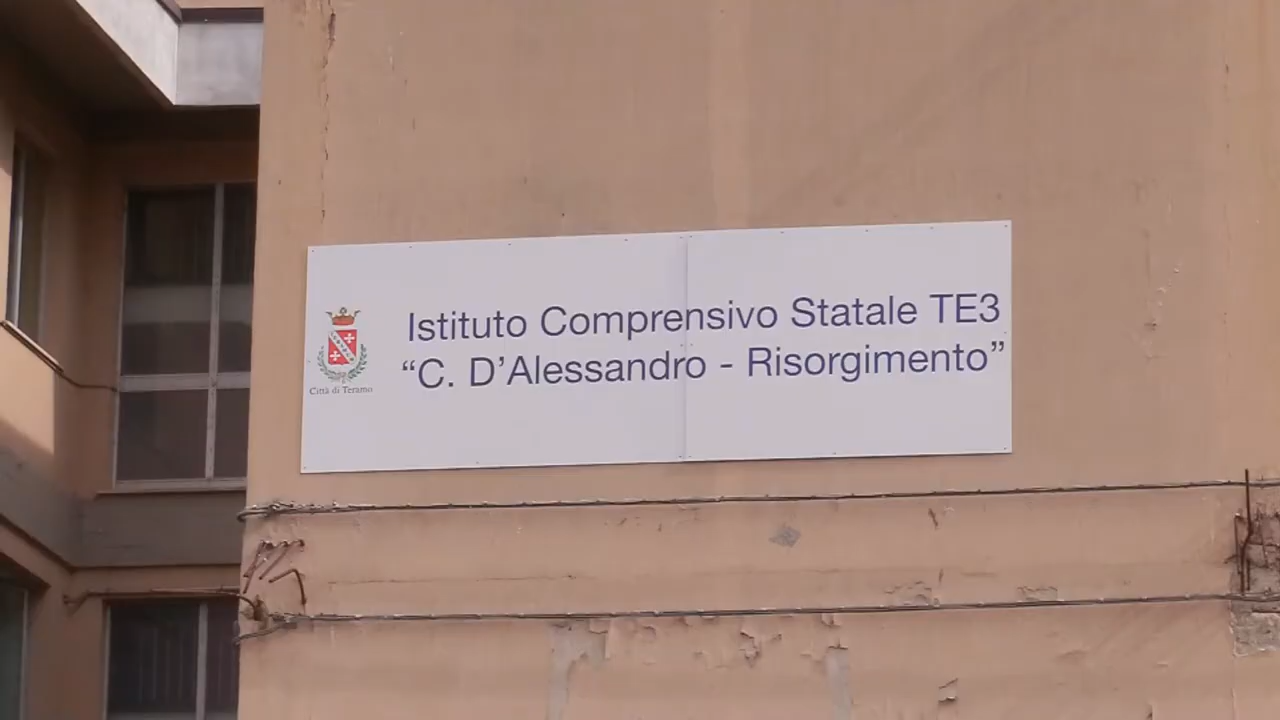 Istituto Comprensivo Statale TE3
“C. D’Alessandro - Risorgimento”
Città di Teramo